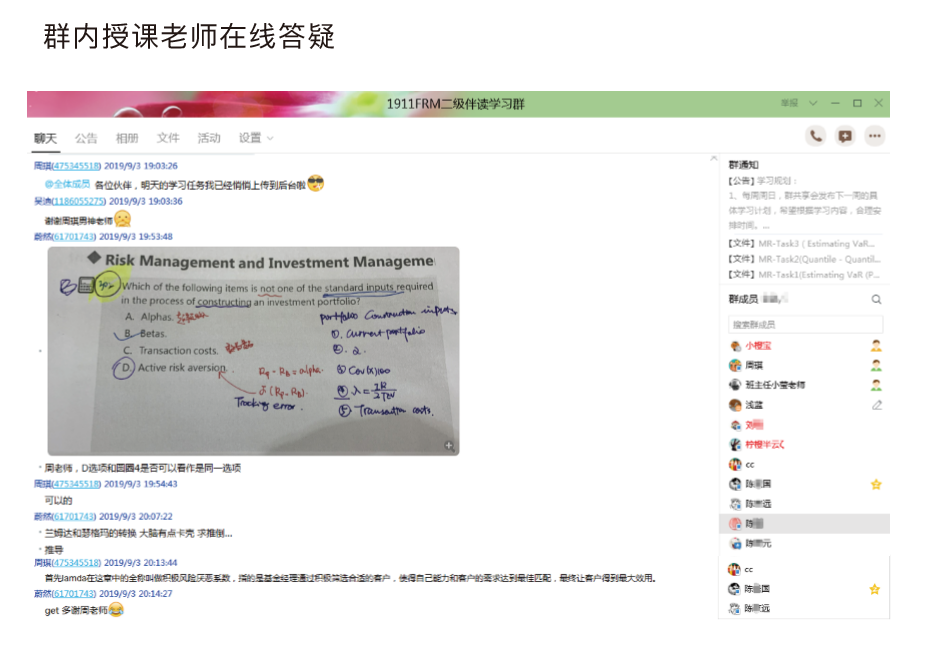 群内授课老师在线答疑
1911FRM二级伴读学习群
举报
聊天 公告 相册 文件 活动 设置
周琪(475345518) 2019/9/3 19:03:26
@全体成员 各位伙伴，明天的学习任务我已经悄悄上传到后台啦
吴涛(1186055275) 2019/9/3 19:03:36
谢谢周琪男神老师
蔚然(61701743) 2019/9/3 19:53:48
Risk Management and Investment Manageme
Which of the following items is not one of the standard inputs required
in the process of constructing an investment portfolio?
A. Alphas.
B. Betas.
C. Transaction costs.
D. Active risk aversion.
portfolio Construction inputs.
①. Current portfolio
②. α.
③ Cov(x)
④ λ = IR/2TEV
⑤ Transaction costs.
Rp - RB = alpha.
σ(Rp - RB)
Tracking error.
周老师，D选项和圆圈4是否可以看作是同一选项
周琪(475345518) 2019/9/3 19:54:43
可以的
蔚然(61701743) 2019/9/3 20:07:22
兰姆达和瑟格玛的转换 大脑有点卡壳 求推倒...
推导
周琪(475345518) 2019/9/3 20:13:44
首先lamda在这章中的全称叫做积极风险厌恶系数，指的是基金经理通过积极筛选合适的客户，使得自己能力和客户的需求达到最佳匹配，最终让客户得到最大效用。
蔚然(61701743) 2019/9/3 20:14:27
get 多谢周老师
群通知
【公告】学习规划：
1、每周周日，群共享会发布下一周的具
体学习计划，希望根据学习内容，合理安
排时间。...
【文件】MR-Task3 ( Estimating VaR...
【文件】MR-Task2(Quantile - Quantil...
【文件】MR-Task1(Estimating VaR (P...
群成员
搜索群成员
小橙宝
周琪
班主任小莹老师
浅蓝
刘
柠檬半云(
cc
陈 国
陈 远
陈
陈 元
cc
陈 国
陈 远